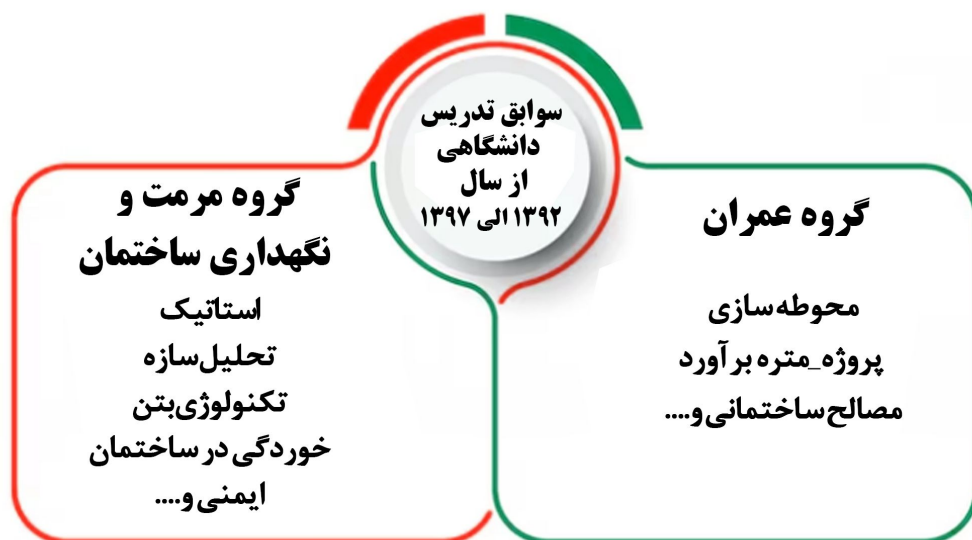 سوابق تدریس
دانشگاهی
از سال
۱۳۹۲ الی ۱۳۹۷
گروه عمران
محوطه‌سازی
پروژه_متره برآورد
مصالح‌ساختمانی‌و....
گروه مرمت و
نگهداری ساختمان
استاتیک
تحلیل‌سازه
تکنولوژی‌بتن
خوردگی در ساختمان
ایمنی‌و....